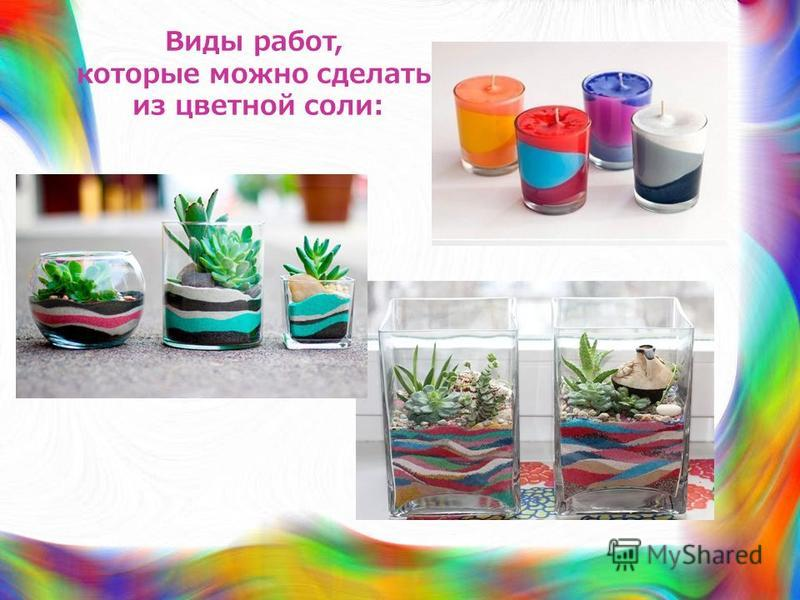 Виды работ,
которые можно сделать
из цветной соли:
MyShared